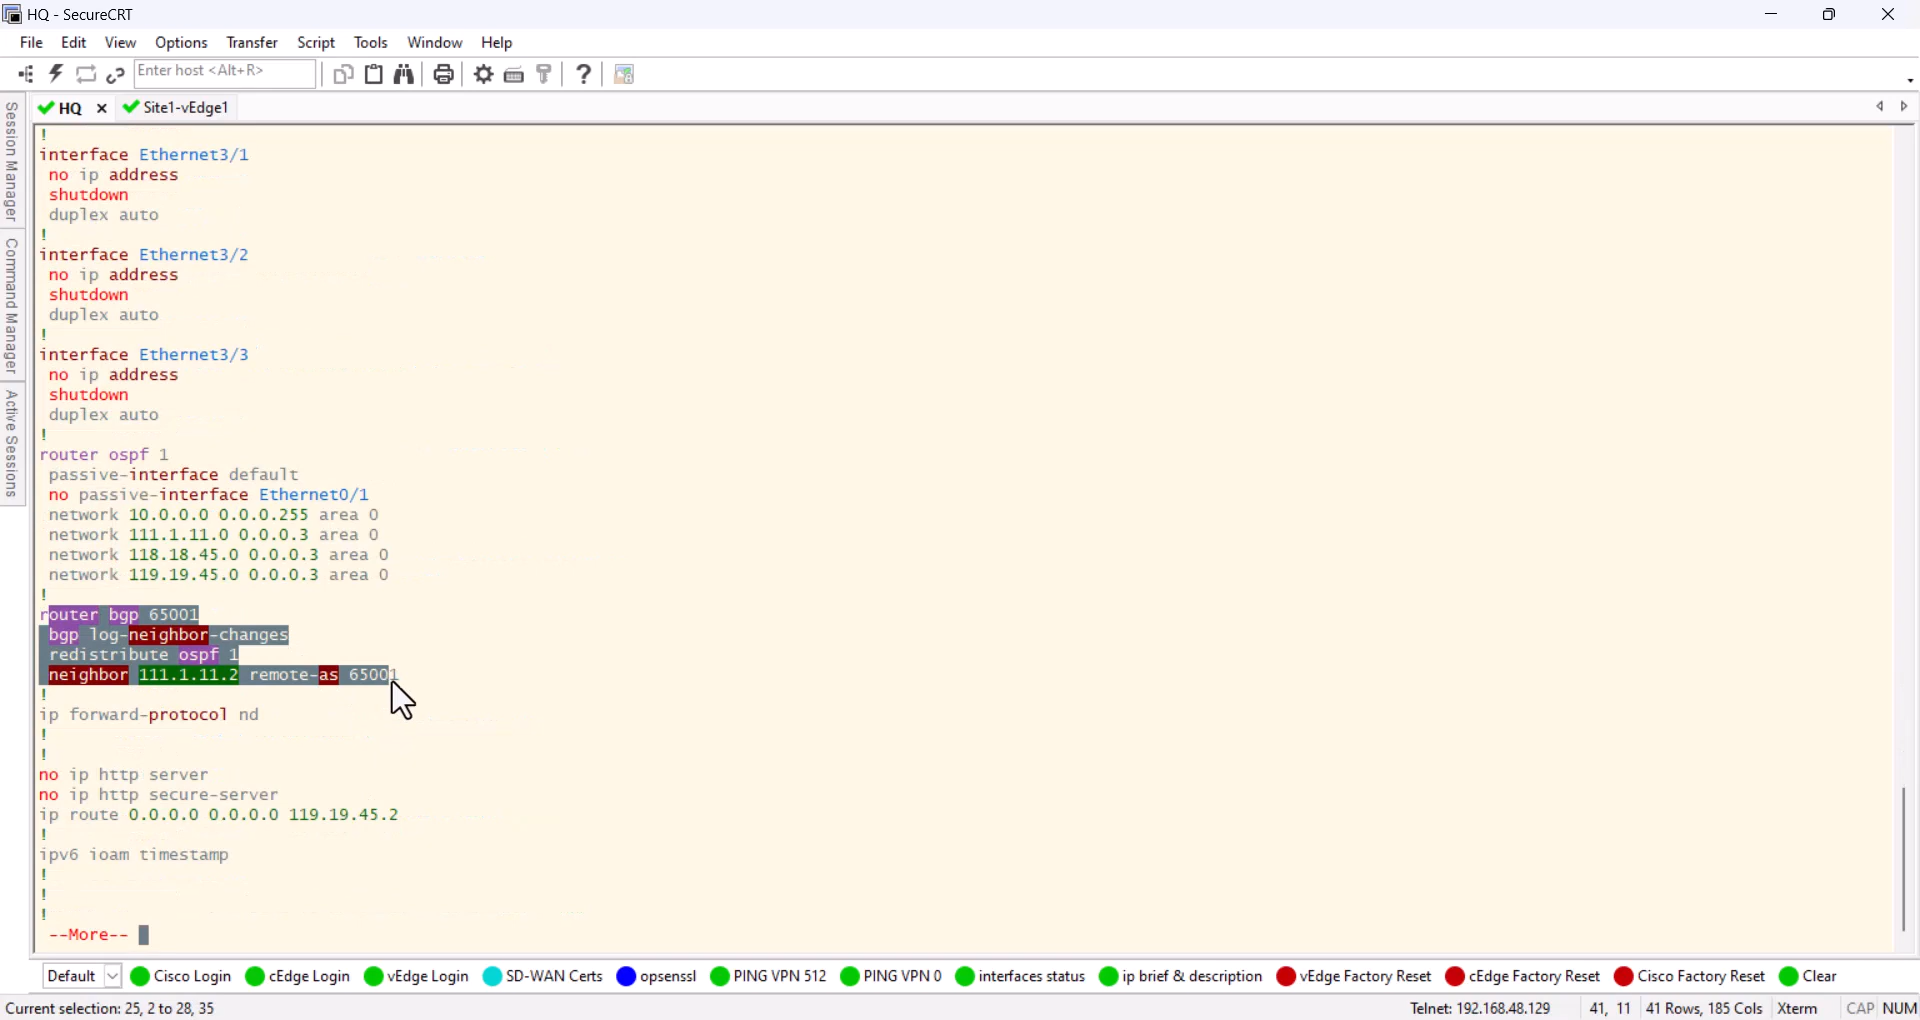 HQ - SecureCRT
File Edit View Options Transfer Script Tools Window Help
Enter host <Alt+R>
HQ Site1-vEdge1
Session Manager
Command Manager
Active Sessions
!
interface Ethernet3/1
 no ip address
 shutdown
 duplex auto
!
interface Ethernet3/2
 no ip address
 shutdown
 duplex auto
!
interface Ethernet3/3
 no ip address
 shutdown
 duplex auto
!
router ospf 1
 passive-interface default
 no passive-interface Ethernet0/1
 network 10.0.0.0 0.0.0.255 area 0
 network 111.1.11.0 0.0.0.3 area 0
 network 118.18.45.0 0.0.0.3 area 0
 network 119.19.45.0 0.0.0.3 area 0
!
router bgp 65001
 bgp log-neighbor-changes
 redistribute ospf 1
 neighbor 111.1.11.2 remote-as 65001
!
ip forward-protocol nd
!
!
no ip http server
no ip http secure-server
ip route 0.0.0.0 0.0.0.0 119.19.45.2
!
ipv6 ioam timestamp
!
!
!
 --More--
Default Cisco Login cEdge Login vEdge Login SD-WAN Certs opsenssl PING VPN 512 PING VPN 0 interfaces status ip brief & description vEdge Factory Reset cEdge Factory Reset Cisco Factory Reset Clear
Current selection: 25, 2 to 28, 35 Telnet: 192.168.48.129 41, 11 41 Rows, 185 Cols Xterm CAP NUM